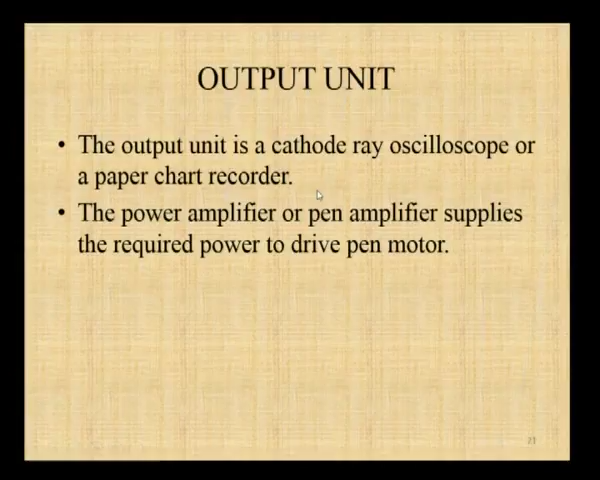 OUTPUT UNIT
• The output unit is a cathode ray oscilloscope or
a paper chart recorder.
• The power amplifier or pen amplifier supplies
the required power to drive pen motor.